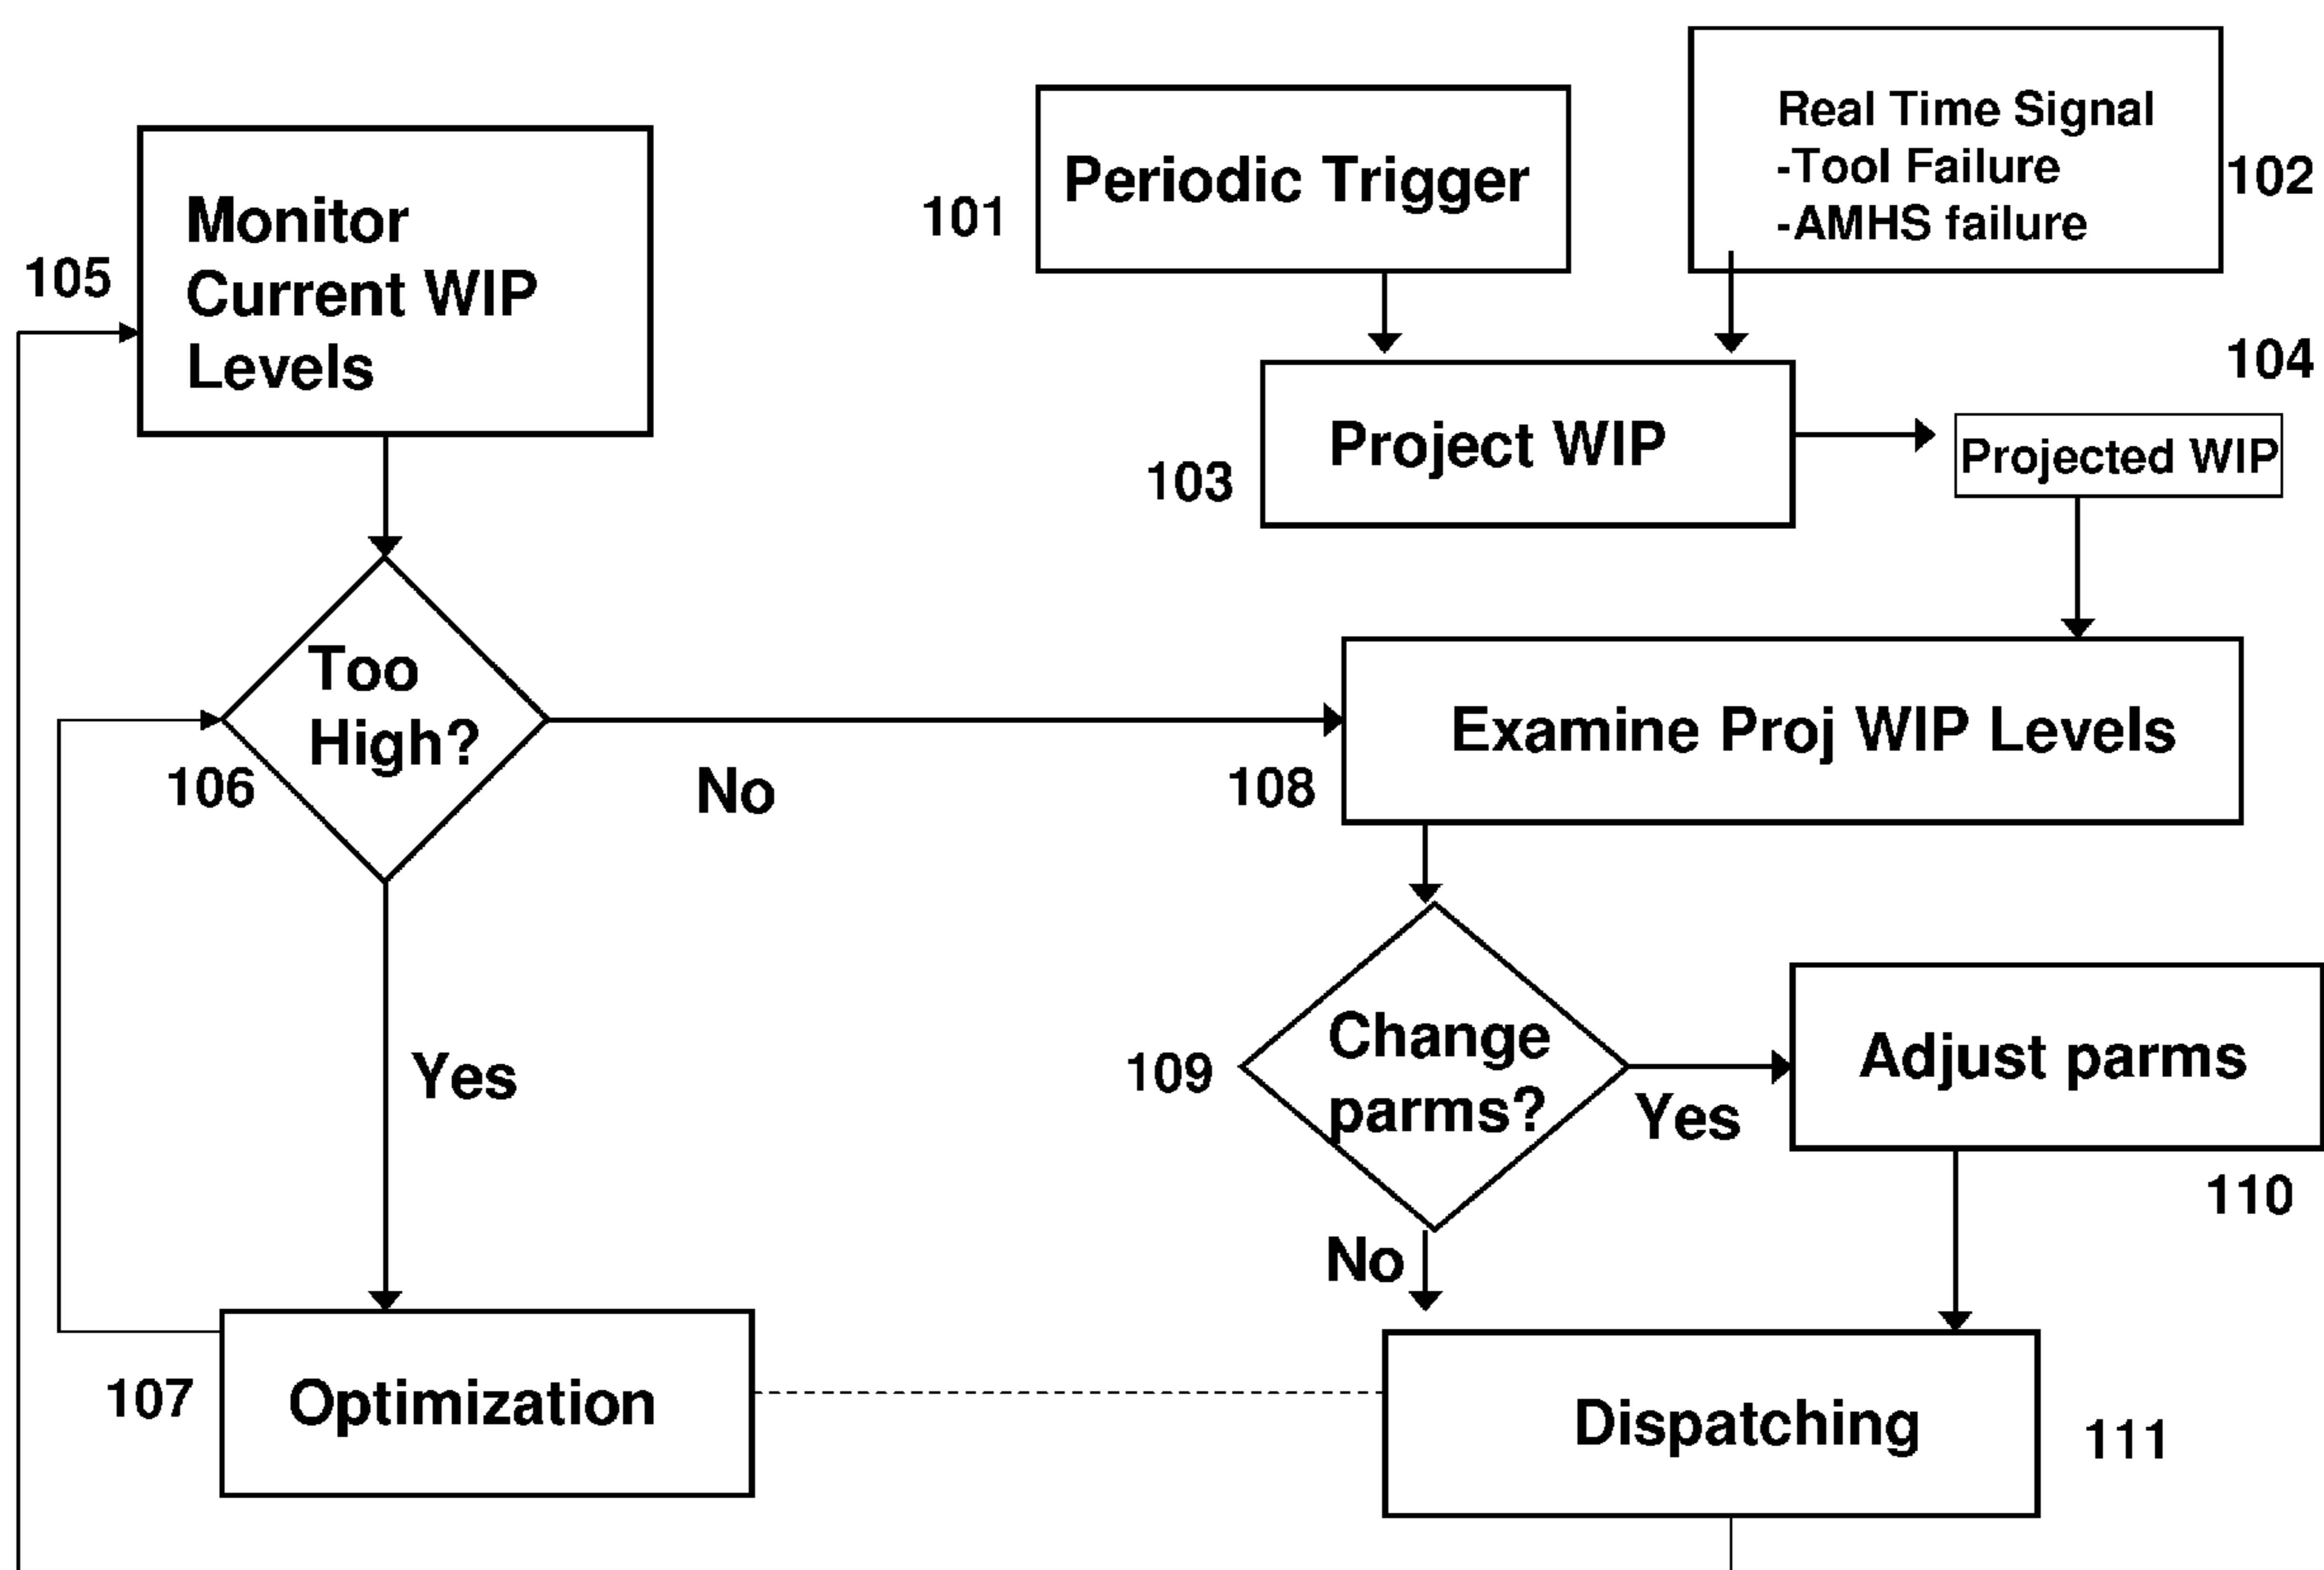 Real Time Signal
-Tool Failure
-AMHS failure
102
Periodic Trigger
101
Monitor
Current WIP
Levels
105
104
Project WIP
103
Projected WIP
Too
High?
106
No
Examine Proj WIP Levels
108
Yes
Change
parms?
109
Yes
Adjust parms
110
No
Optimization
107
Dispatching
111